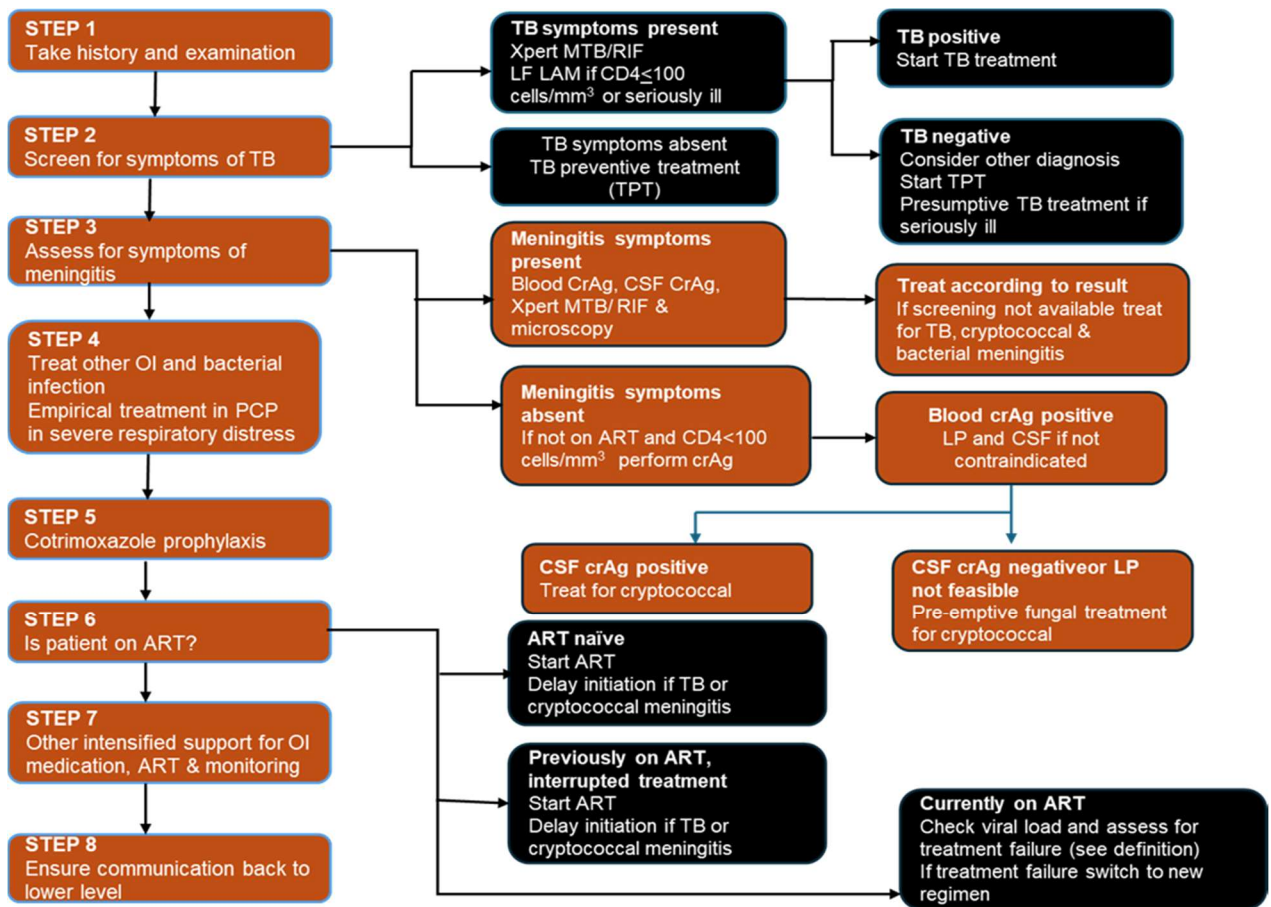 STEP 1
Take history and examination
STEP 2
Screen for symptoms of TB
TB symptoms present
Xpert MTB/RIF
LF LAM if CD4≤100
cells/mm³ or seriously ill
TB symptoms absent
TB preventive treatment
(TPT)
TB positive
Start TB treatment
TB negative
Consider other diagnosis
Start TPT
Presumptive TB treatment if
seriously ill
STEP 3
Assess for symptoms of
meningitis
Meningitis symptoms
present
Blood CrAg, CSF CrAg,
Xpert MTB/ RIF &
microscopy
Treat according to result
If screening not available treat
for TB, cryptococcal &
bacterial meningitis
Meningitis symptoms
absent
If not on ART and CD4<100
cells/mm³ perform crAg
Blood crAg positive
LP and CSF if not
contraindicated
CSF crAg positive
Treat for cryptococcal
CSF crAg negativeor LP
not feasible
Pre-emptive fungal treatment
for cryptococcal
STEP 4
Treat other OI and bacterial
infection
Empirical treatment in PCP
in severe respiratory distress
STEP 5
Cotrimoxazole prophylaxis
STEP 6
Is patient on ART?
ART naïve
Start ART
Delay initiation if TB or
cryptococcal meningitis
Previously on ART,
interrupted treatment
Start ART
Delay initiation if TB or
cryptococcal meningitis
Currently on ART
Check viral load and assess for
treatment failure (see definition)
If treatment failure switch to new
regimen
STEP 7
Other intensified support for OI
medication, ART & monitoring
STEP 8
Ensure communication back to
lower level